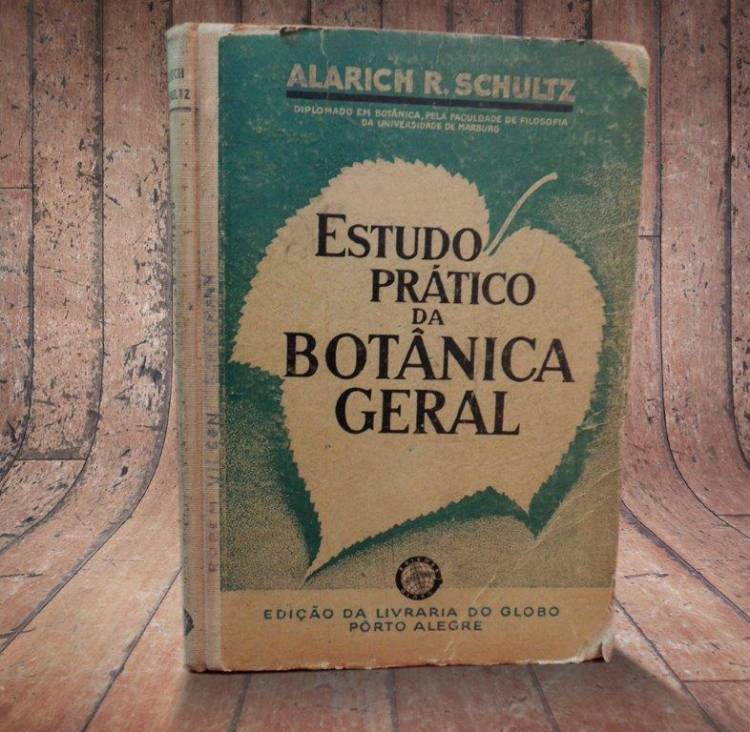 ALARICH R. SCHULTZ
DIPLOMADO EM BOTÂNICA, PELA FACULDADE DE FILOSOFIA
DA UNIVERSIDADE DE MARBURG
ESTUDO
PRÁTICO
DA
BOTÂNICA
GERAL
EDIÇÃO DA LIVRARIA DO GLOBO
PÔRTO ALEGRE